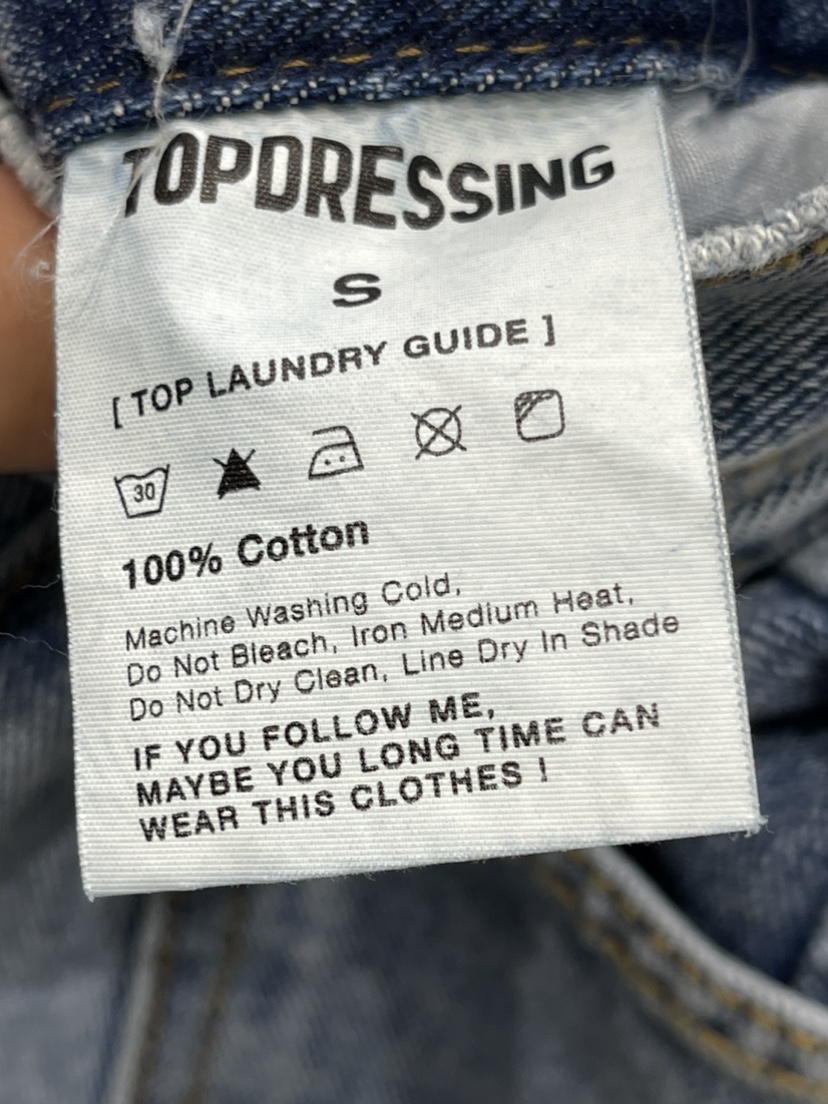 TOPDRESSING
S
[ TOP LAUNDRY GUIDE ]
30
100% Cotton
Machine Washing Cold,
Do Not Bleach, Iron Medium Heat,
Do Not Dry Clean, Line Dry In Shade
IF YOU FOLLOW ME,
MAYBE YOU LONG TIME CAN
WEAR THIS CLOTHES !